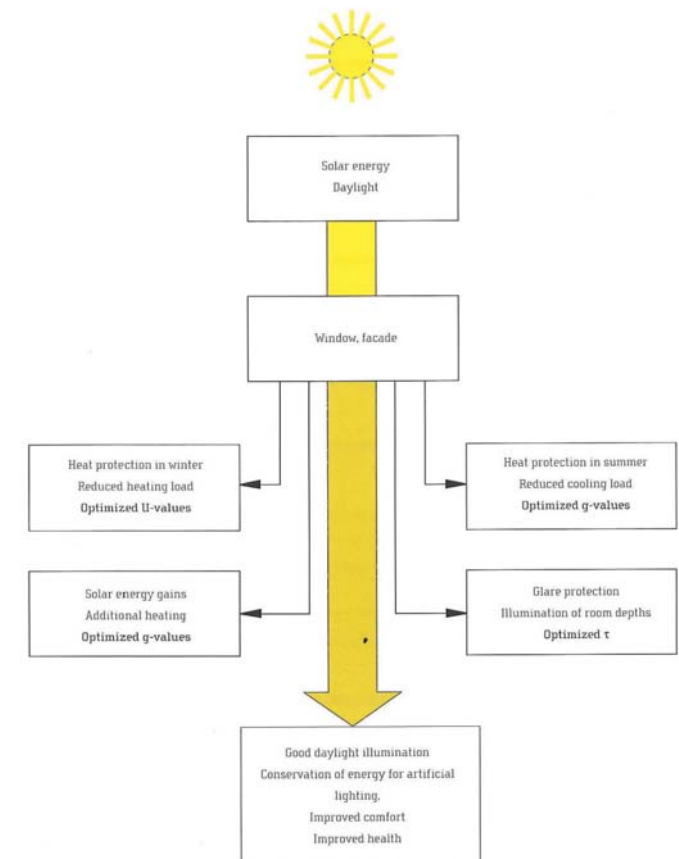 Solar energy
Daylight
Window, facade
Heat protection in winter
Reduced heating load
Optimized U-values
Heat protection in summer
Reduced cooling load
Optimized g-values
Solar energy gains
Additional heating
Optimized g-values
Glare protection
Illumination of room depths
Optimized τ
Good daylight illumination
Conservation of energy for artificial
lighting,
Improved comfort
Improved health